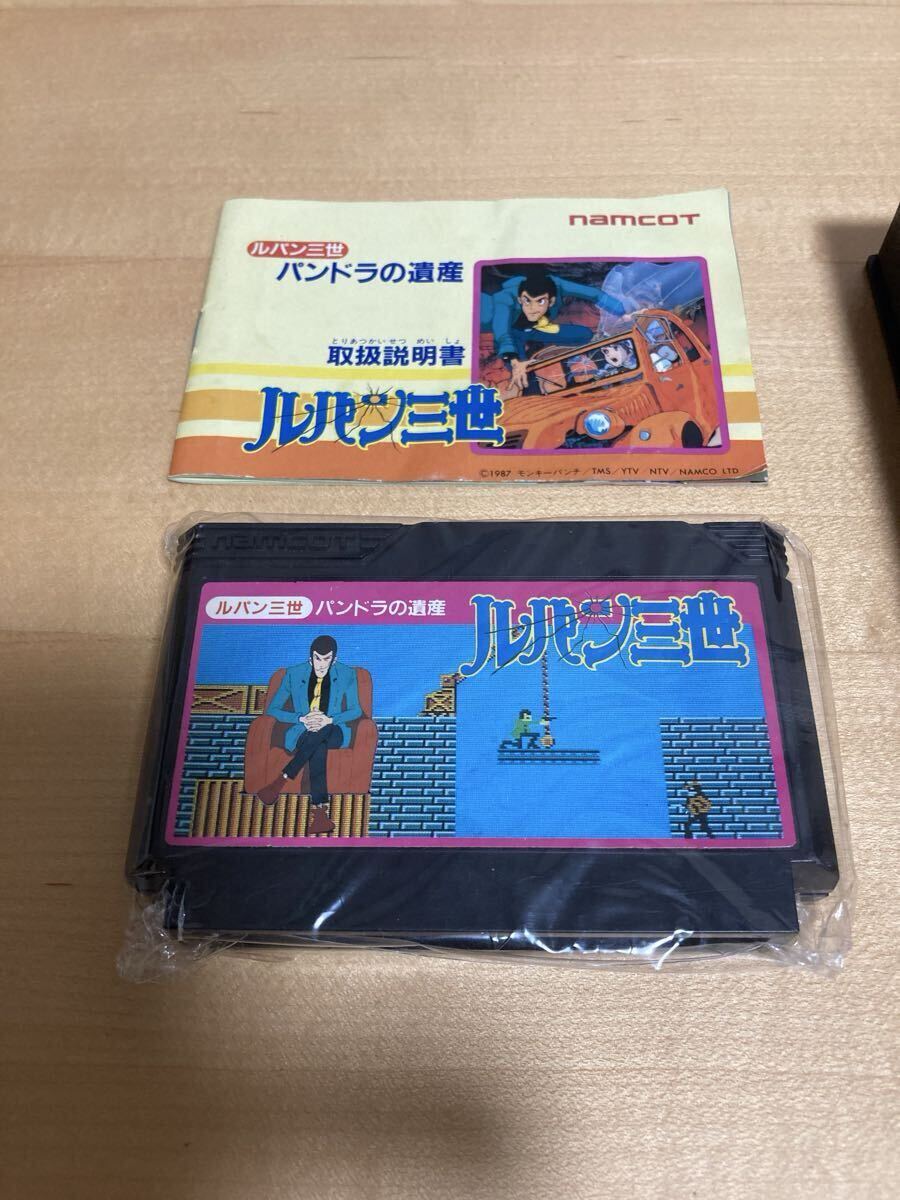 namcoT
ルパン三世
パンドラの遺産
とりあつかいせつ めい しょ
取扱説明書
ルパン三世
©1987 モンキーパンチ/TMS/YTV/NTV/NAMCO LTD
namcoT
ルパン三世 パンドラの遺産
ルパン三世